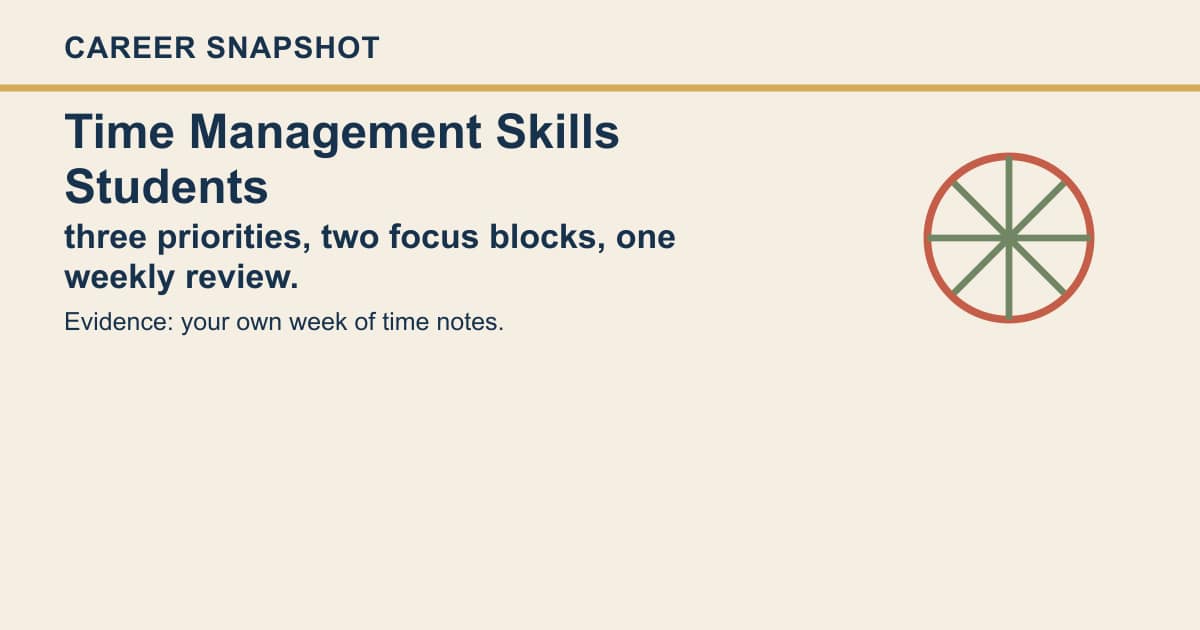 CAREER SNAPSHOT
Time Management Skills
Students
three priorities, two focus blocks, one
weekly review.
Evidence: your own week of time notes.